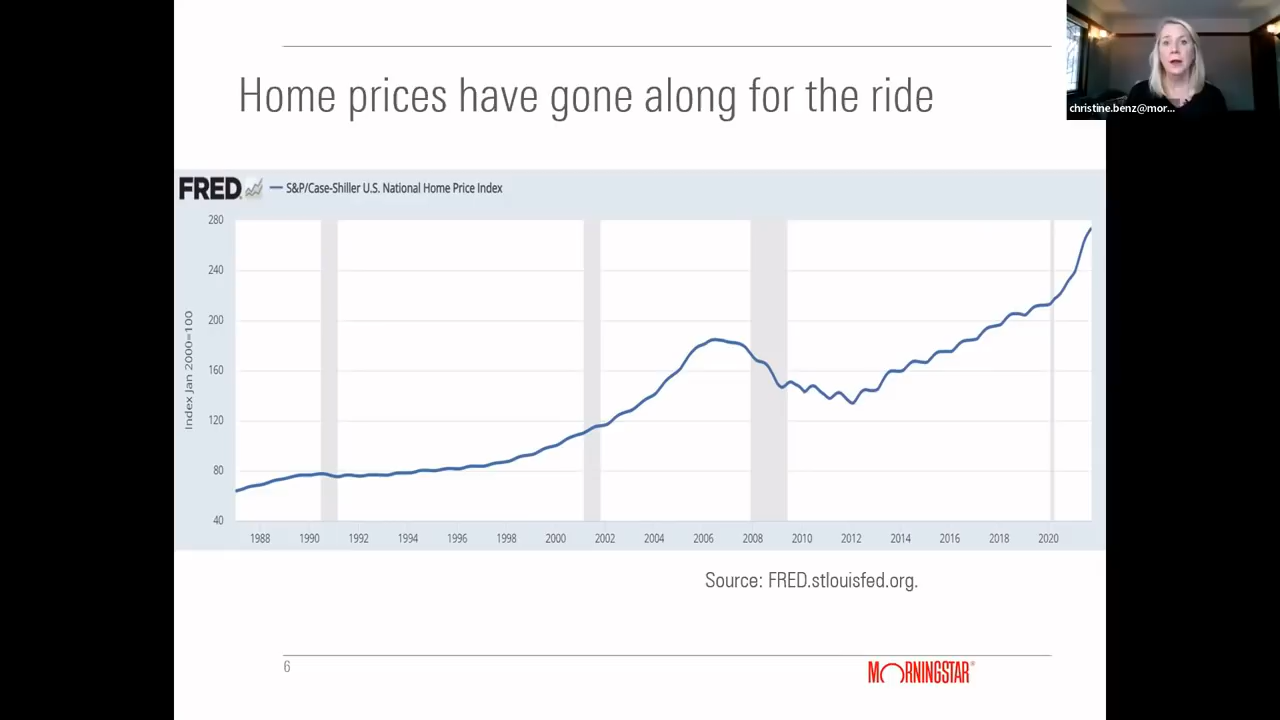 Home prices have gone along for the ride
christine.benz@mor...
FRED
S&P/Case-Shiller U.S. National Home Price Index
280
240
200
160
120
80
40
Index Jan 2000=100
1988 1990 1992 1994 1996 1998 2000 2002 2004 2006 2008 2010 2012 2014 2016 2018 2020
Source: FRED.stlouisfed.org.
6
MORNINGSTAR®